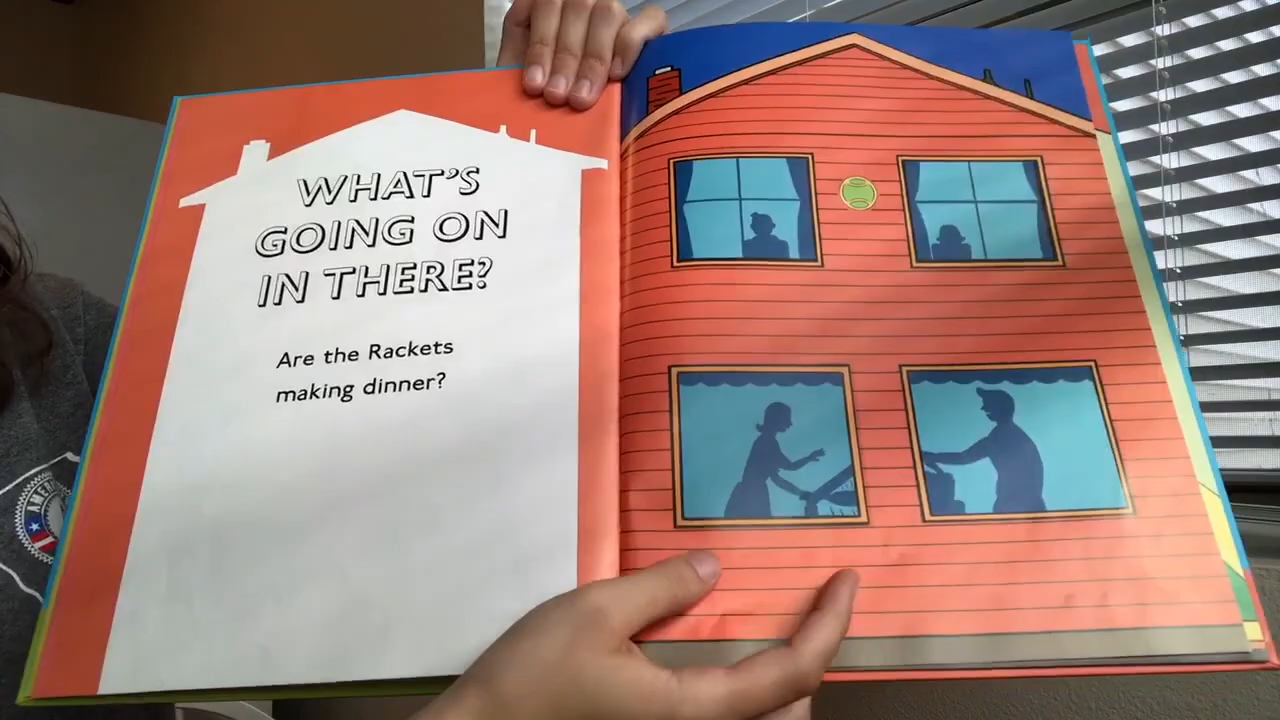 WHAT'S
GOING ON
IN THERE?
Are the Rackets
making dinner?